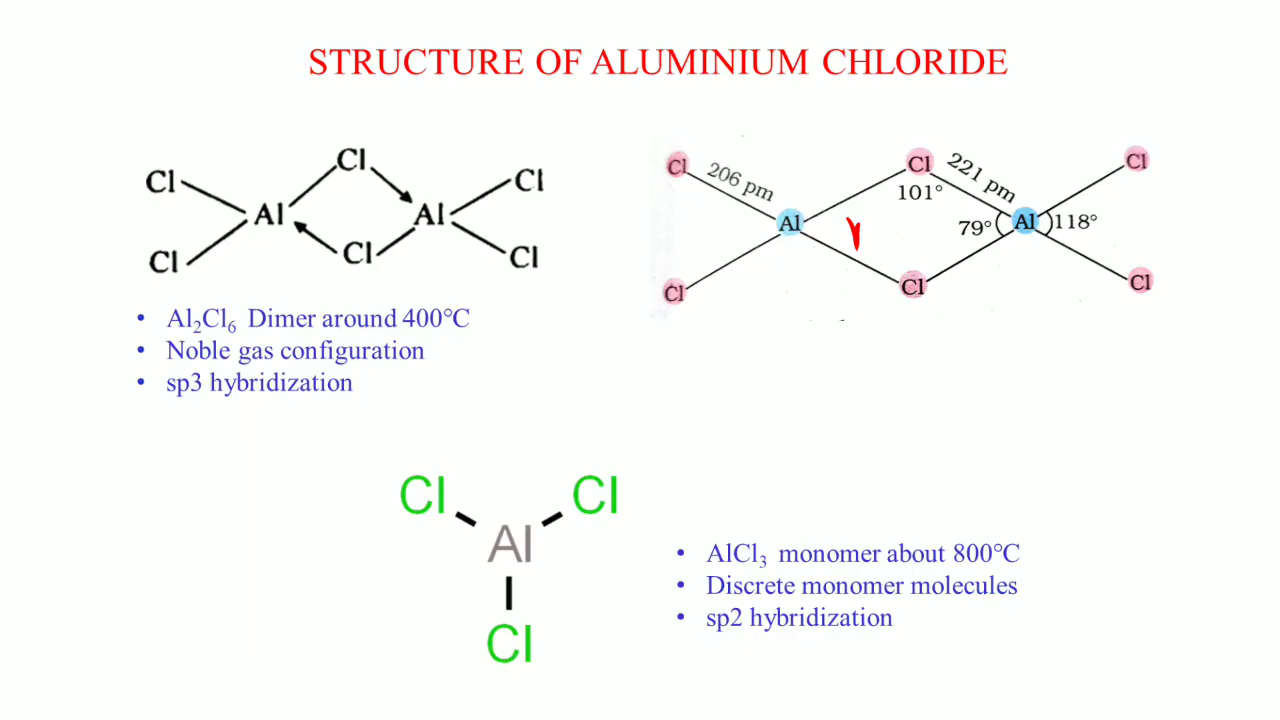 STRUCTURE OF ALUMINIUM CHLORIDE
Cl Cl Cl
Al Al
Cl Cl Cl
Cl 206 pm Cl 221 pm Cl
101°
Al 79° Al 118°
Cl Cl Cl
• Al₂Cl₆ Dimer around 400°C
• Noble gas configuration
• sp3 hybridization
Cl Cl
Al
Cl
• AlCl₃ monomer about 800°C
• Discrete monomer molecules
• sp2 hybridization